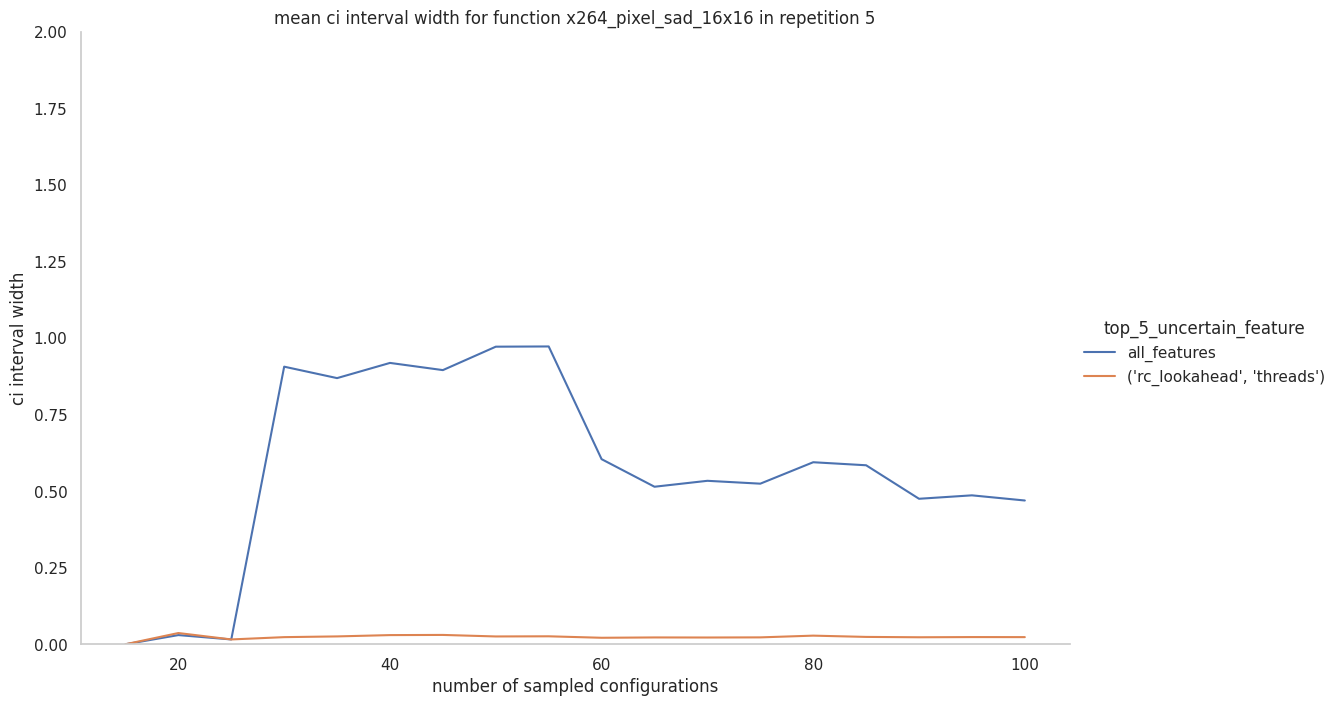 mean ci interval width for function x264_pixel_sad_16x16 in repetition 5
2.00
1.75
1.50
1.25
1.00
0.75
0.50
0.25
0.00
ci interval width
20
40
60
80
100
number of sampled configurations
top_5_uncertain_feature
all_features
('rc_lookahead', 'threads')